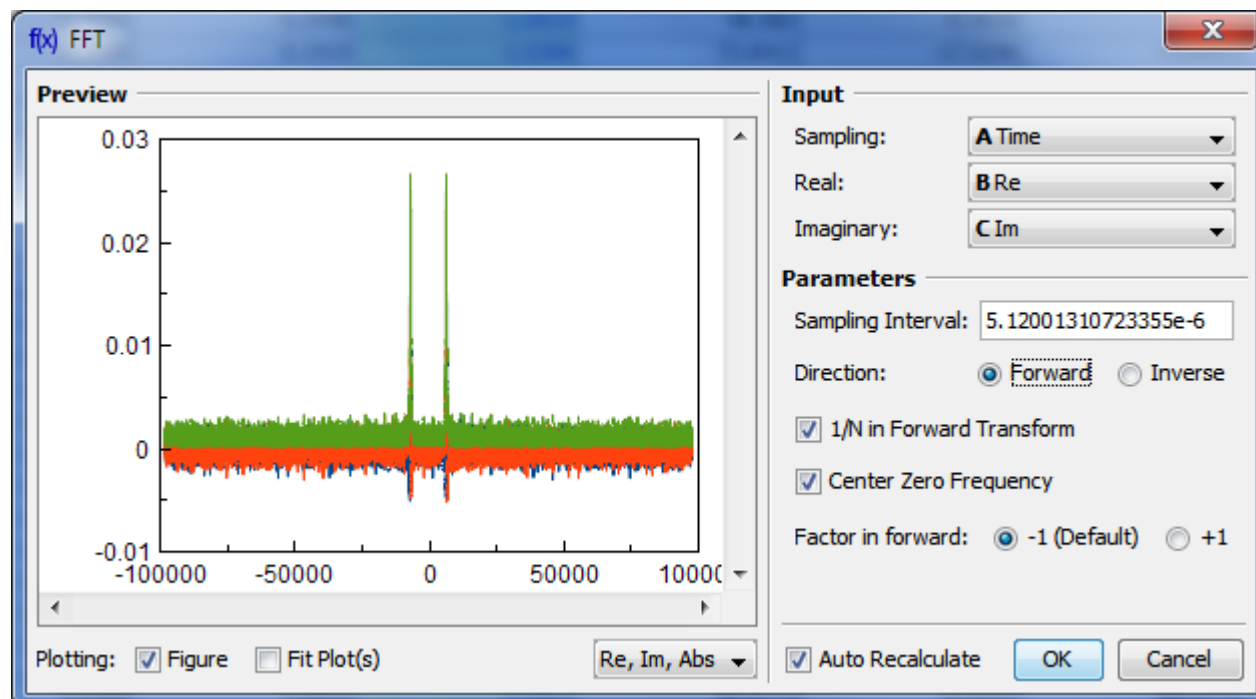 f(x) FFT
x
Preview
0.03
0.02
0.01
0
-0.01
-100000 -50000 0 50000 10000
Plotting: Figure Fit Plot(s) Re, Im, Abs
Input
Sampling: A Time
Real: B Re
Imaginary: C Im
Parameters
Sampling Interval: 5.12001310723355e-6
Direction: Forward Inverse
1/N in Forward Transform
Center Zero Frequency
Factor in forward: -1 (Default) +1
Auto Recalculate OK Cancel